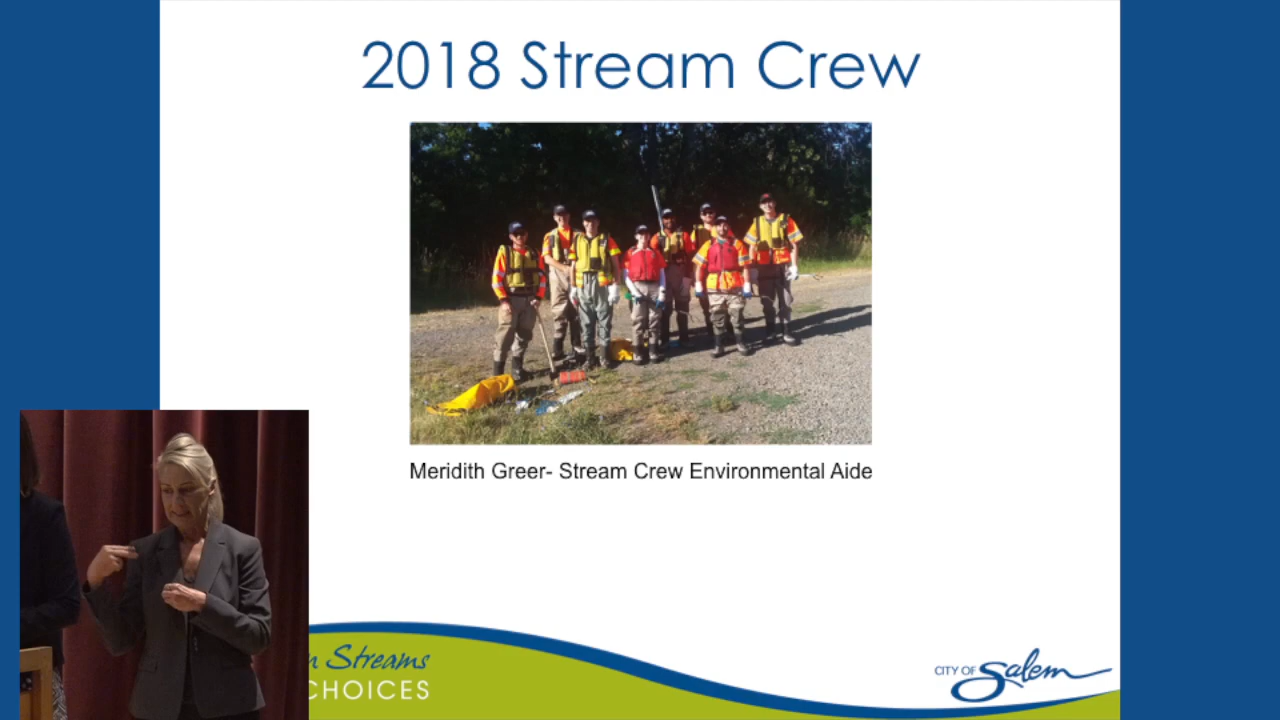 2018 Stream Crew
Meridith Greer- Stream Crew Environmental Aide
Streams
CHOICES
CITY OF Salem